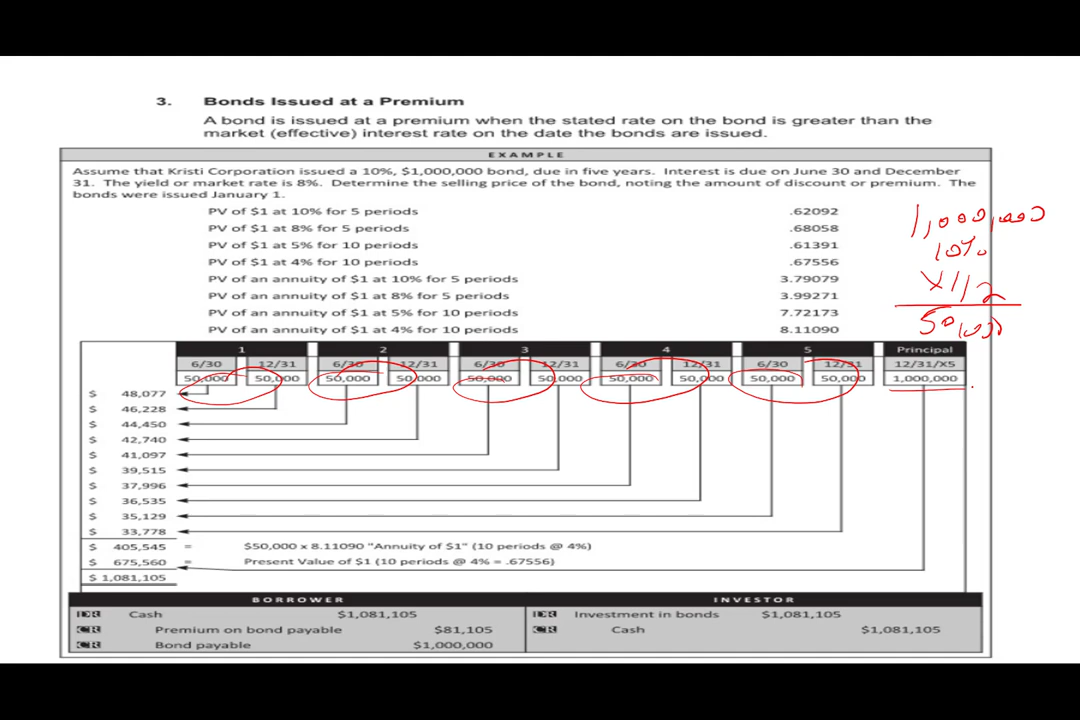 3. Bonds Issued at a Premium
A bond is issued at a premium when the stated rate on the bond is greater than the
market (effective) interest rate on the date the bonds are issued.
EXAMPLE
Assume that Kristi Corporation issued a 10%, $1,000,000 bond, due in five years. Interest is due on June 30 and December
31. The yield or market rate is 8%. Determine the selling price of the bond, noting the amount of discount or premium. The
bonds were issued January 1.
PV of $1 at 10% for 5 periods .62092
PV of $1 at 8% for 5 periods .68058
PV of $1 at 5% for 10 periods .61391
PV of $1 at 4% for 10 periods .67556
PV of an annuity of $1 at 10% for 5 periods 3.79079
PV of an annuity of $1 at 8% for 5 periods 3.99271
PV of an annuity of $1 at 5% for 10 periods 7.72173
PV of an annuity of $1 at 4% for 10 periods 8.11090
1,000,000
10%
X1/2
50,000
1 2 3 4 5 Principal
6/30 12/31 6/30 12/31 6/30 12/31 6/30 12/31 6/30 12/31 12/31/X5
50,000 50,000 50,000 50,000 50,000 50,000 50,000 50,000 50,000 50,000 1,000,000
$ 48,077
$ 46,228
$ 44,450
$ 42,740
$ 41,097
$ 39,515
$ 37,996
$ 36,535
$ 35,129
$ 33,778
$ 405,545 = $50,000 x 8.11090 "Annuity of $1" (10 periods @ 4%)
$ 675,560 = Present Value of $1 (10 periods @ 4% = .67556)
$ 1,081,105
BORROWER INVESTOR
DR Cash $1,081,105 DR Investment in bonds $1,081,105
CR Premium on bond payable $81,105 CR Cash $1,081,105
CR Bond payable $1,000,000